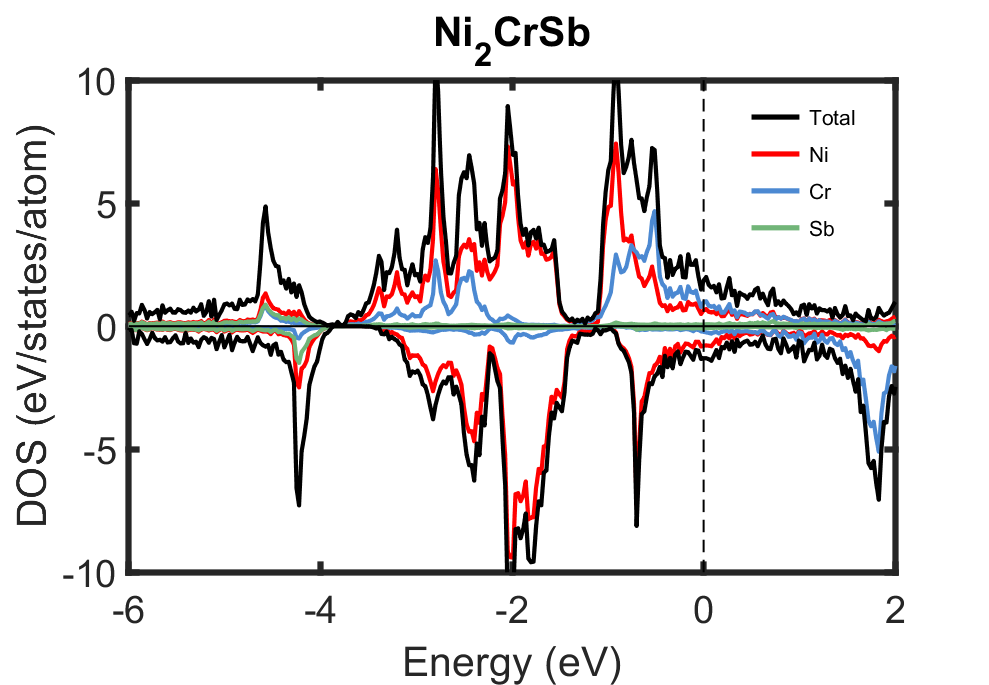 Ni₂CrSb
DOS (eV/states/atom)
10
5
0
-5
-10
Total
Ni
Cr
Sb
-6 -4 -2 0 2
Energy (eV)